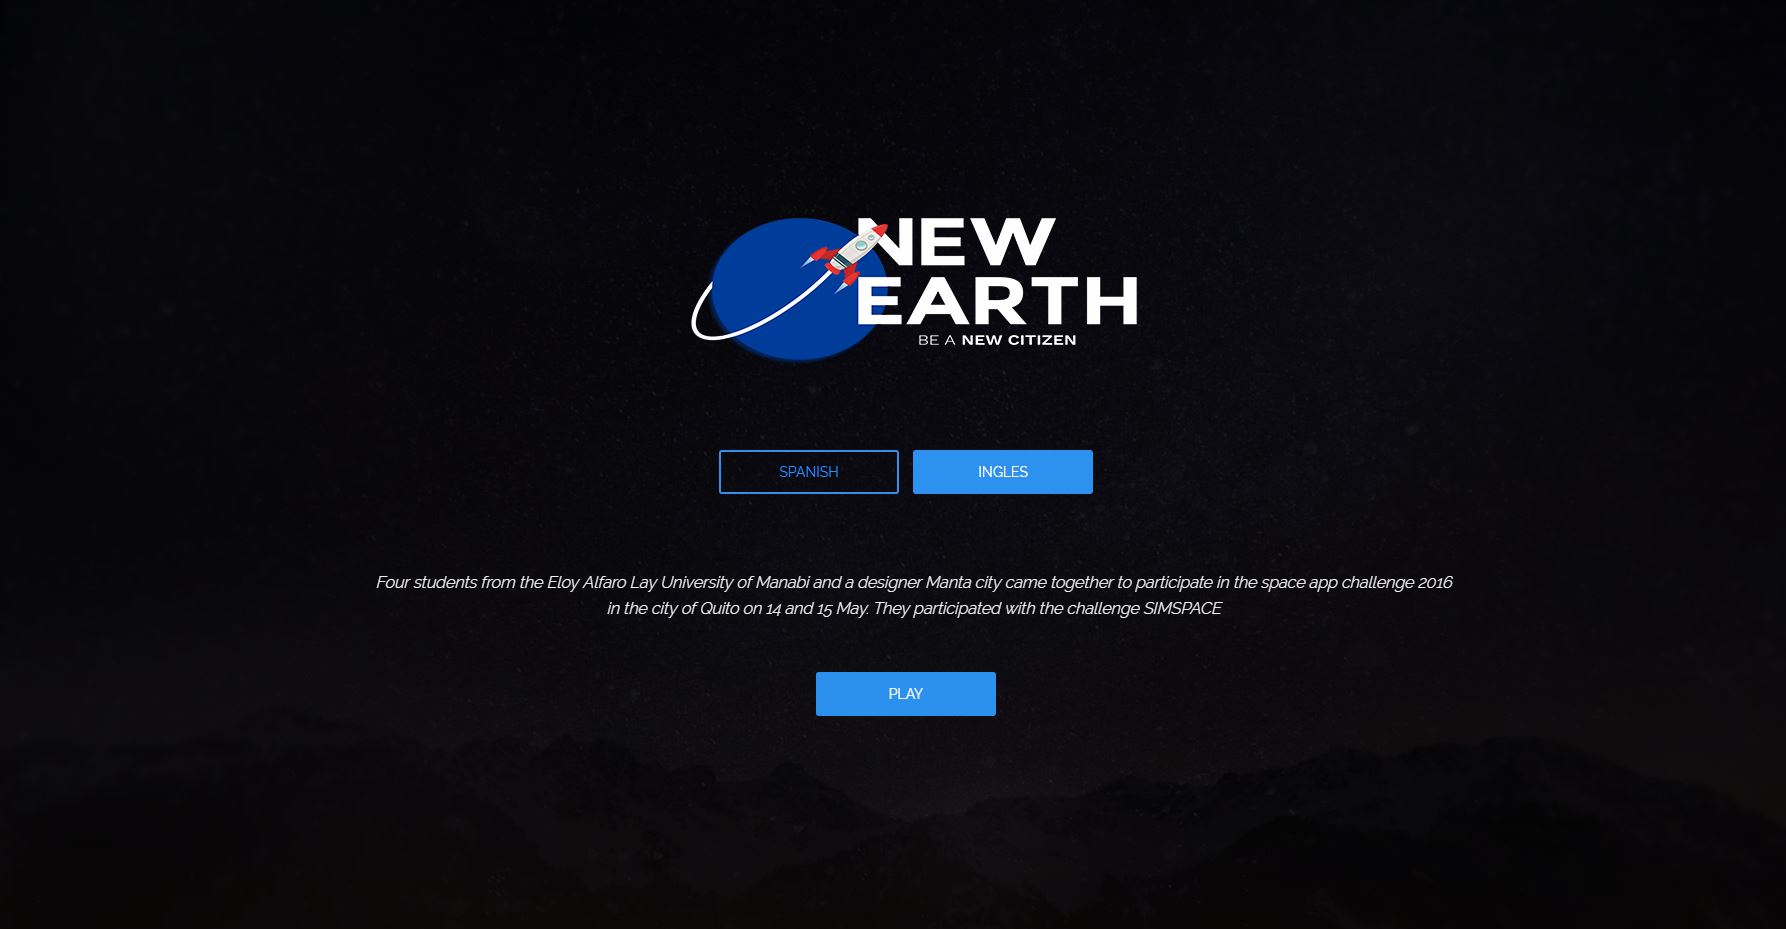 NEW
EARTH
BE A NEW CITIZEN
SPANISH
INGLES
Four students from the Eloy Alfaro Lay University of Manabi and a designer Manta city came together to participate in the space app challenge 2016
in the city of Quito on 14 and 15 May. They participated with the challenge SIMSPACE
PLAY